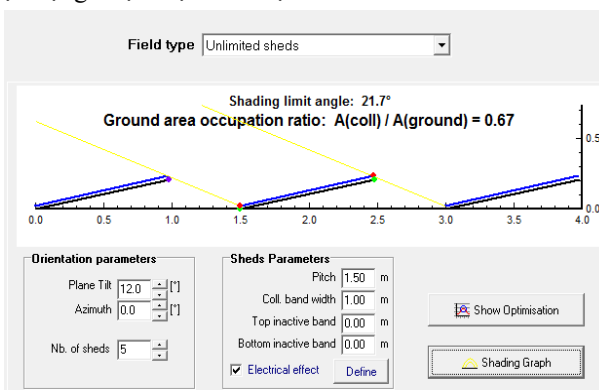 Field type Unlimited sheds
Shading limit angle: 21.7°
Ground area occupation ratio: A(coll) / A(ground) = 0.67
0.5
0.0 0.5 1.0 1.5 2.0 2.5 3.0 3.5 4.0
Orientation parameters
Plane Tilt 12.0 [°]
Azimuth 0.0 [°]
Nb. of sheds 5
Sheds Parameters
Pitch 1.50 m
Coll. band width 1.00 m
Top inactive band 0.00 m
Bottom inactive band 0.00 m
Electrical effect Define
Show Optimisation
Shading Graph